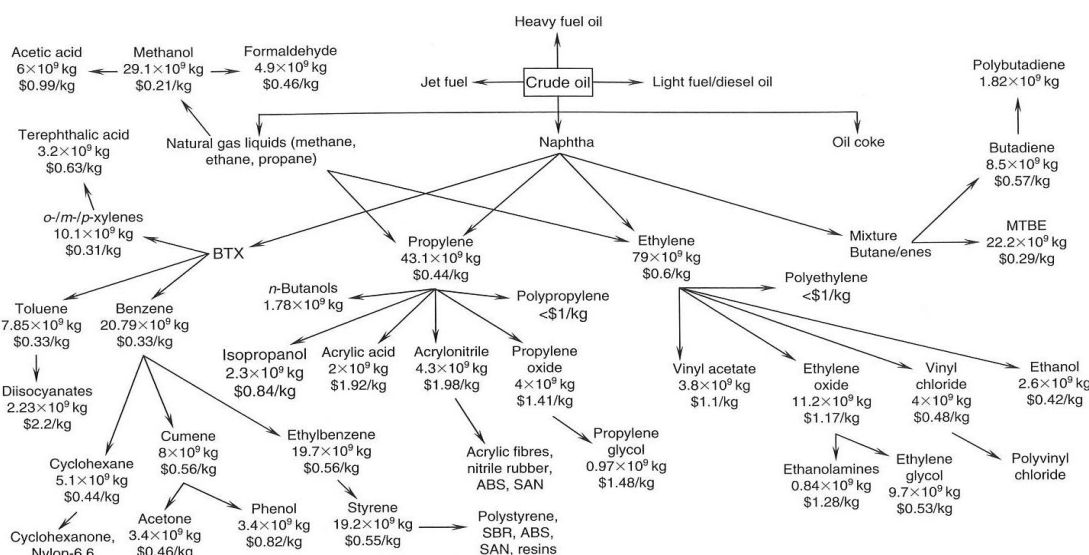 Heavy fuel oil
Jet fuel
Crude oil
Light fuel/diesel oil
Acetic acid
6×10⁹ kg
$0.99/kg
Methanol
29.1×10⁹ kg
$0.21/kg
Formaldehyde
4.9×10⁹ kg
$0.46/kg
Polybutadiene
1.82×10⁹ kg
Terephthalic acid
3.2×10⁹ kg
$0.63/kg
Natural gas liquids (methane,
ethane, propane)
Naphtha
Oil coke
Butadiene
8.5×10⁹ kg
$0.57/kg
o-/m-/p-xylenes
10.1×10⁹ kg
$0.31/kg
BTX
Propylene
43.1×10⁹ kg
$0.44/kg
Ethylene
79×10⁹ kg
$0.6/kg
Mixture
Butane/enes
MTBE
22.2×10⁹ kg
$0.29/kg
Toluene
7.85×10⁹ kg
$0.33/kg
Benzene
20.79×10⁹ kg
$0.33/kg
n-Butanols
1.78×10⁹ kg
Polypropylene
<$1/kg
Polyethylene
<$1/kg
Isopropanol
2.3×10⁹ kg
$0.84/kg
Acrylic acid
2×10⁹ kg
$1.92/kg
Acrylonitrile
4.3×10⁹ kg
$1.98/kg
Propylene
oxide
4×10⁹ kg
$1.41/kg
Vinyl acetate
3.8×10⁹ kg
$1.1/kg
Ethylene
oxide
11.2×10⁹ kg
$1.17/kg
Vinyl
chloride
4×10⁹ kg
$0.48/kg
Ethanol
2.6×10⁹ kg
$0.42/kg
Diisocyanates
2.23×10⁹ kg
$2.2/kg
Cyclohexane
5.1×10⁹ kg
$0.44/kg
Cumene
8×10⁹ kg
$0.56/kg
Ethylbenzene
19.7×10⁹ kg
$0.56/kg
Acrylic fibres,
nitrile rubber,
ABS, SAN
Propylene
glycol
0.97×10⁹ kg
$1.48/kg
Ethanolamines
0.84×10⁹ kg
$1.28/kg
Ethylene
glycol
9.7×10⁹ kg
$0.53/kg
Polyvinyl
chloride
Cyclohexanone,
Nylon-6,6
Acetone
3.4×10⁹ kg
$0.46/kg
Phenol
3.4×10⁹ kg
$0.82/kg
Styrene
19.2×10⁹ kg
$0.55/kg
Polystyrene,
SBR, ABS,
SAN, resins